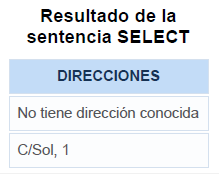 Resultado de la
sentencia SELECT
DIRECCIONES
No tiene dirección conocida
C/Sol, 1